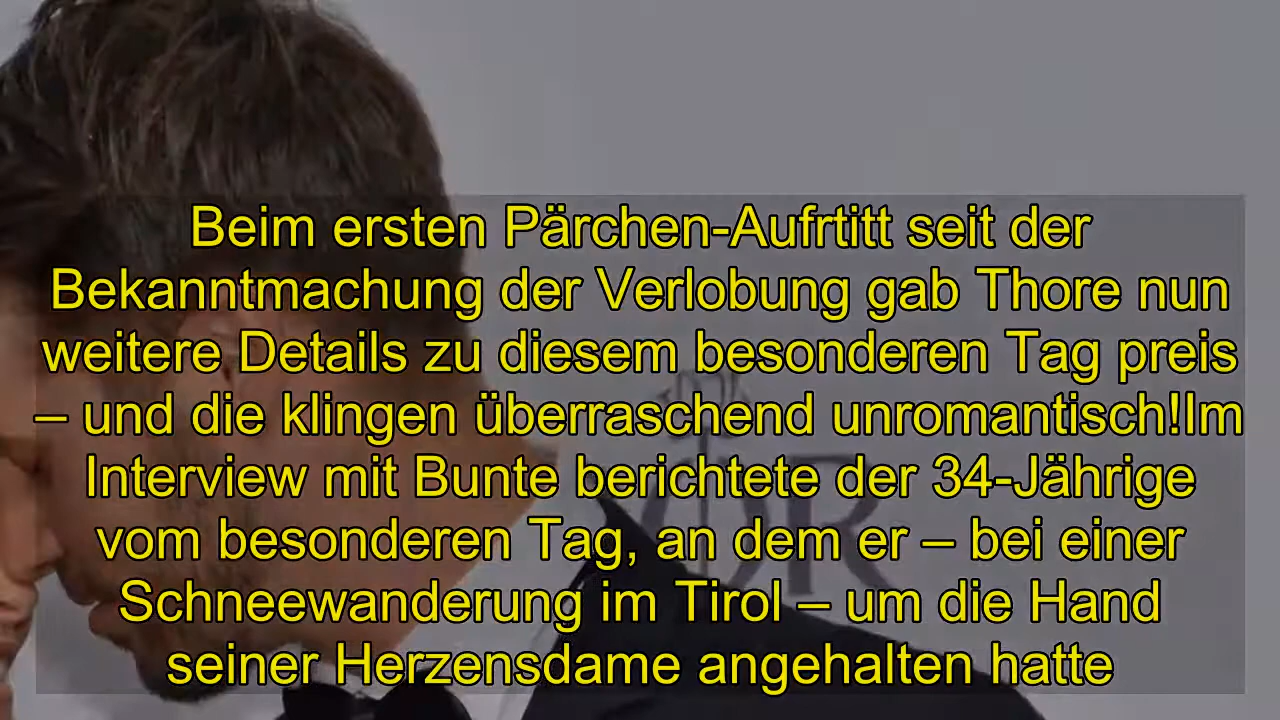 Beim ersten Pärchen-Aufrtitt seit der
Bekanntmachung der Verlobung gab Thore nun
weitere Details zu diesem besonderen Tag preis
– und die klingen überraschend unromantisch!Im
Interview mit Bunte berichtete der 34-Jährige
vom besonderen Tag, an dem er – bei einer
Schneewanderung im Tirol – um die Hand
seiner Herzensdame angehalten hatte